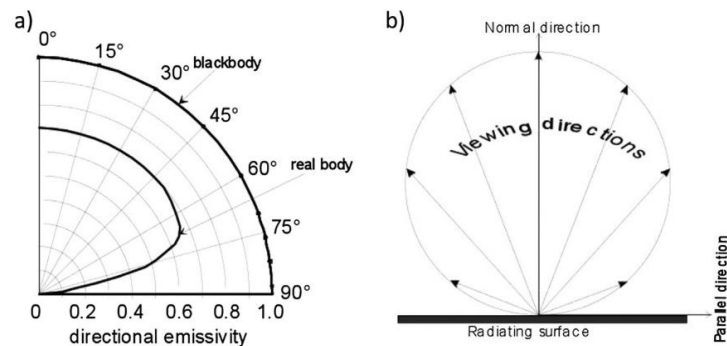 a)
0°
15°
30°
blackbody
45°
60°
real body
75°
90°
0 0.2 0.4 0.6 0.8 1.0
directional emissivity
b)
Normal direction
Viewing directions
Parallel direction
Radiating surface